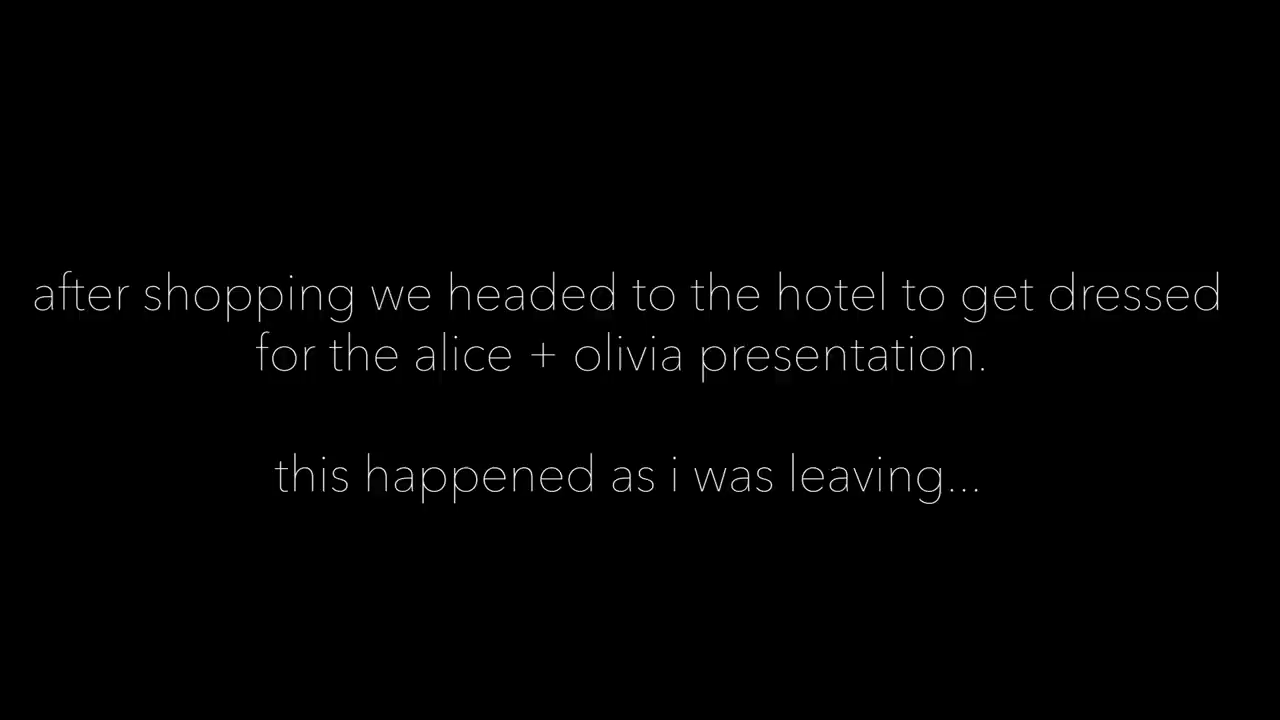 after shopping we headed to the hotel to get dressed
for the alice + olivia presentation.
this happened as i was leaving...